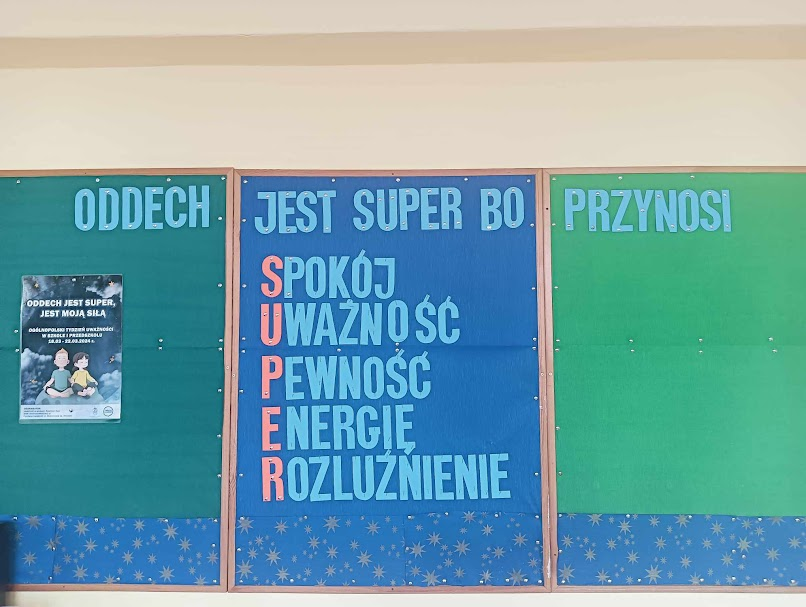 ODDECH JEST SUPER BO PRZYNOSI
SPOKÓJ
UWAŻNOŚĆ
PEWNOŚĆ
ENERGIĘ
ROZLUŹNIENIE
ODDECH JEST SUPER,
JEST MOJĄ SIŁĄ
OGÓLNOPOLSKI TYDZIEŃ UWAŻNOŚCI
W SZKOLE I PRZEDSZKOLU
18.03 - 22.03.2024 r.